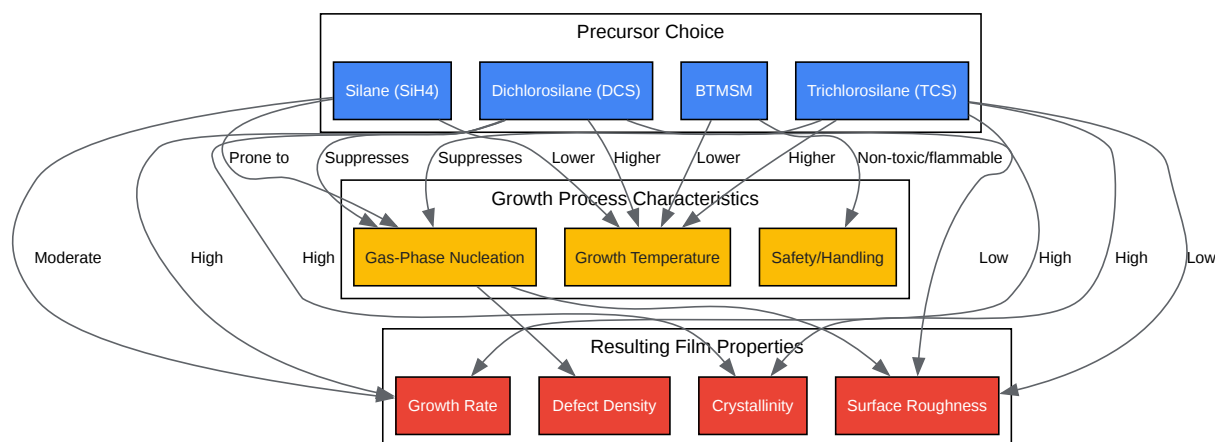 Precursor Choice
Silane (SiH4)
Dichlorosilane (DCS)
BTMSM
Trichlorosilane (TCS)
Prone to
Suppresses
Suppresses
Lower
Higher
Lower
Higher
Non-toxic/flammable
Growth Process Characteristics
Gas-Phase Nucleation
Growth Temperature
Safety/Handling
Moderate
High
High
Low
High
High
Low
Resulting Film Properties
Growth Rate
Defect Density
Crystallinity
Surface Roughness